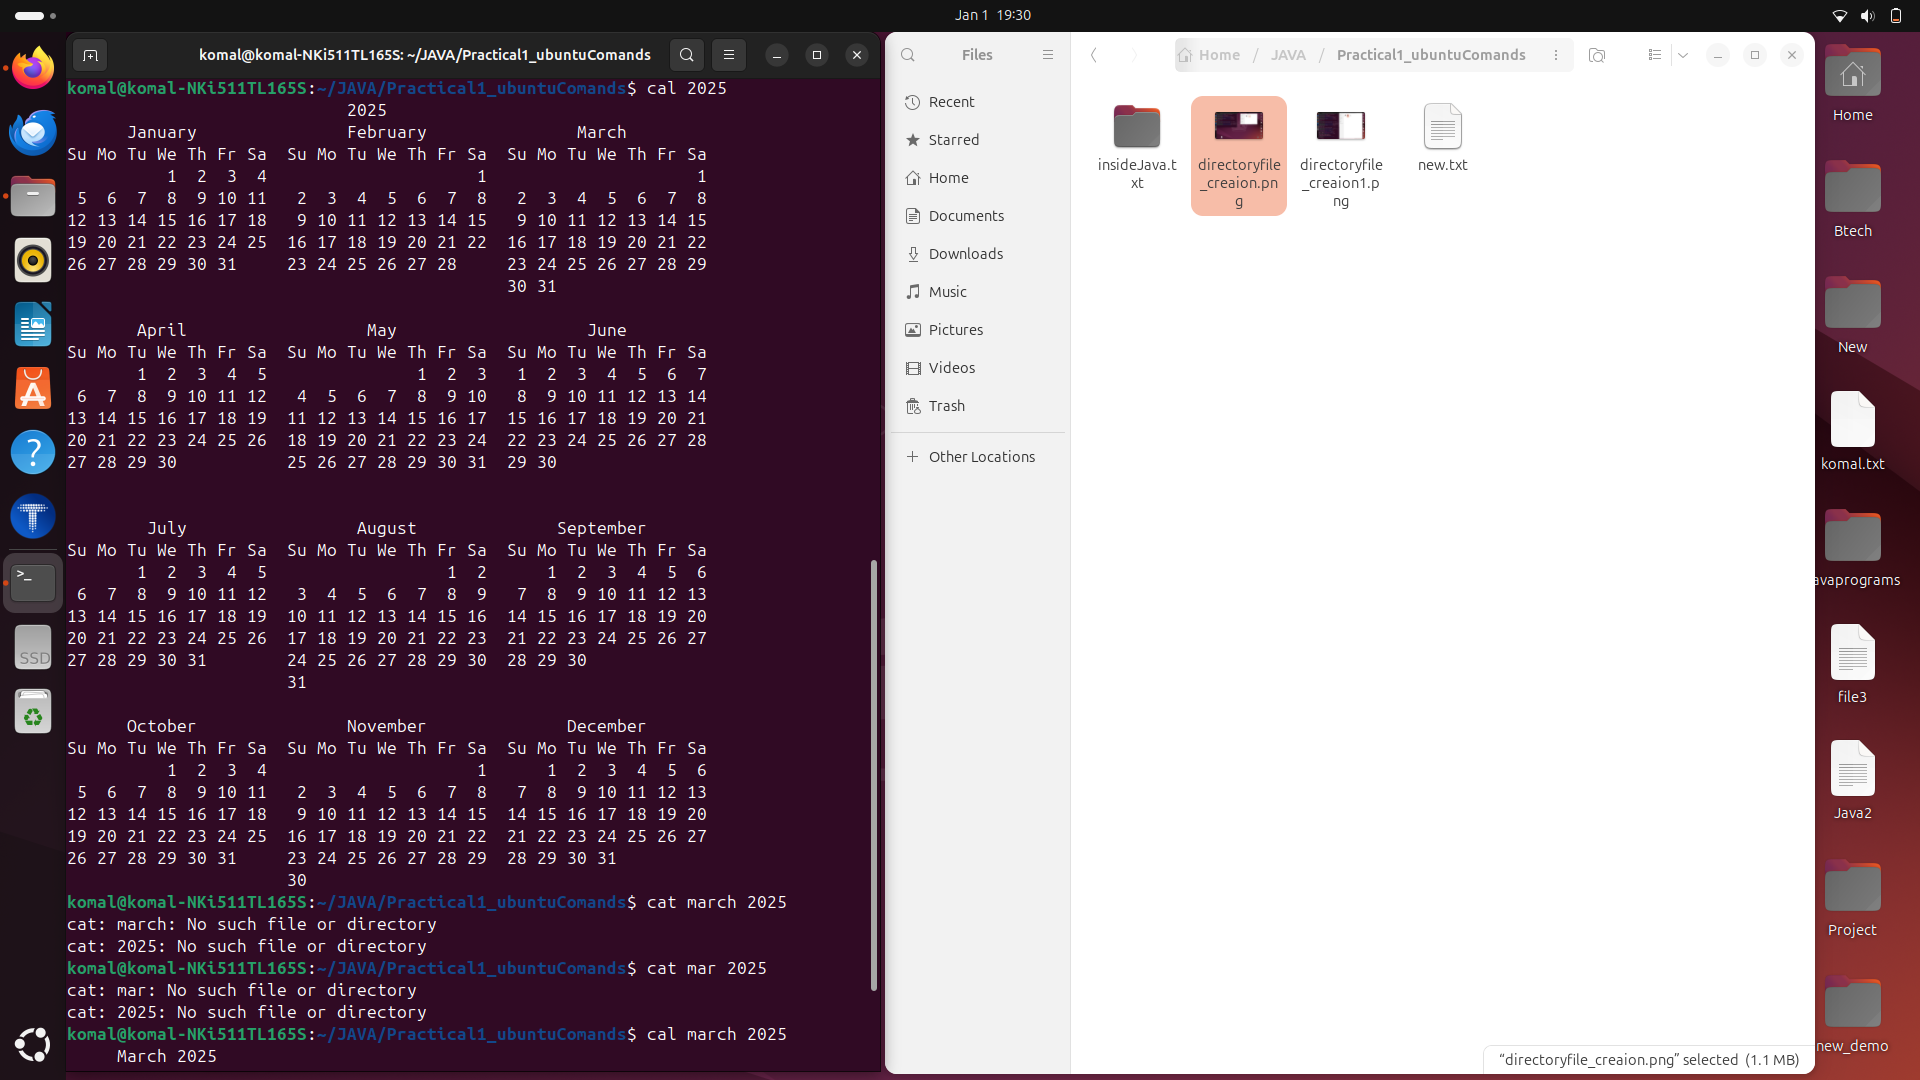 Jan 1 19:30
komal@komal-NKi511TL165S: ~/JAVA/Practical1_ubuntuComands
komal@komal-NKi511TL165S:~/JAVA/Practical1_ubuntuComands$ cal 2025
                            2025
      January               February               March
Su Mo Tu We Th Fr Sa  Su Mo Tu We Th Fr Sa  Su Mo Tu We Th Fr Sa
          1  2  3  4                     1                     1
 5  6  7  8  9 10 11   2  3  4  5  6  7  8   2  3  4  5  6  7  8
12 13 14 15 16 17 18   9 10 11 12 13 14 15   9 10 11 12 13 14 15
19 20 21 22 23 24 25  16 17 18 19 20 21 22  16 17 18 19 20 21 22
26 27 28 29 30 31     23 24 25 26 27 28     23 24 25 26 27 28 29
                                            30 31
       April                  May                   June
Su Mo Tu We Th Fr Sa  Su Mo Tu We Th Fr Sa  Su Mo Tu We Th Fr Sa
       1  2  3  4  5               1  2  3   1  2  3  4  5  6  7
 6  7  8  9 10 11 12   4  5  6  7  8  9 10   8  9 10 11 12 13 14
13 14 15 16 17 18 19  11 12 13 14 15 16 17  15 16 17 18 19 20 21
20 21 22 23 24 25 26  18 19 20 21 22 23 24  22 23 24 25 26 27 28
27 28 29 30           25 26 27 28 29 30 31  29 30
        July                 August              September
Su Mo Tu We Th Fr Sa  Su Mo Tu We Th Fr Sa  Su Mo Tu We Th Fr Sa
       1  2  3  4  5                  1  2      1  2  3  4  5  6
 6  7  8  9 10 11 12   3  4  5  6  7  8  9   7  8  9 10 11 12 13
13 14 15 16 17 18 19  10 11 12 13 14 15 16  14 15 16 17 18 19 20
20 21 22 23 24 25 26  17 18 19 20 21 22 23  21 22 23 24 25 26 27
27 28 29 30 31        24 25 26 27 28 29 30  28 29 30
                      31
      October               November              December
Su Mo Tu We Th Fr Sa  Su Mo Tu We Th Fr Sa  Su Mo Tu We Th Fr Sa
          1  2  3  4                     1      1  2  3  4  5  6
 5  6  7  8  9 10 11   2  3  4  5  6  7  8   7  8  9 10 11 12 13
12 13 14 15 16 17 18   9 10 11 12 13 14 15  14 15 16 17 18 19 20
19 20 21 22 23 24 25  16 17 18 19 20 21 22  21 22 23 24 25 26 27
26 27 28 29 30 31     23 24 25 26 27 28 29  28 29 30 31
                      30
komal@komal-NKi511TL165S:~/JAVA/Practical1_ubuntuComands$ cat march 2025
cat: march: No such file or directory
cat: 2025: No such file or directory
komal@komal-NKi511TL165S:~/JAVA/Practical1_ubuntuComands$ cat mar 2025
cat: mar: No such file or directory
cat: 2025: No such file or directory
komal@komal-NKi511TL165S:~/JAVA/Practical1_ubuntuComands$ cal march 2025
     March 2025
SSD
Files
Recent
Starred
Home
Documents
Downloads
Music
Pictures
Videos
Trash
Other Locations
Home / JAVA / Practical1_ubuntuComands
insideJava.t
xt
directoryfile
_creaion.pn
g
directoryfile
_creaion1.p
ng
new.txt
“directoryfile_creaion.png” selected (1.1 MB)
Home
Btech
New
komal.txt
avaprograms
file3
Java2
Project
new_demo